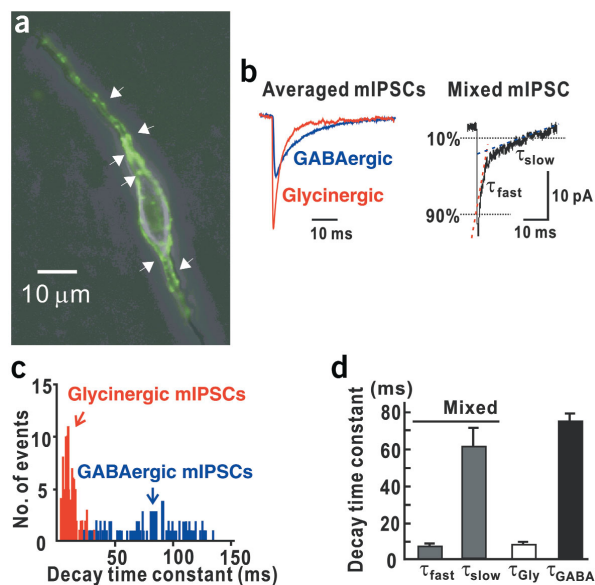 a
10 µm
b
Averaged mIPSCs
GABAergic
Glycinergic
10 ms
Mixed mIPSC
10%
τslow
τfast
90%
10 pA
10 ms
c
No. of events
15
10
5
0
Glycinergic mIPSCs
GABAergic mIPSCs
50
100
150
Decay time constant (ms)
d
(ms)
Decay time constant
80
60
40
20
0
Mixed
τfast
τslow
τGly
τGABA